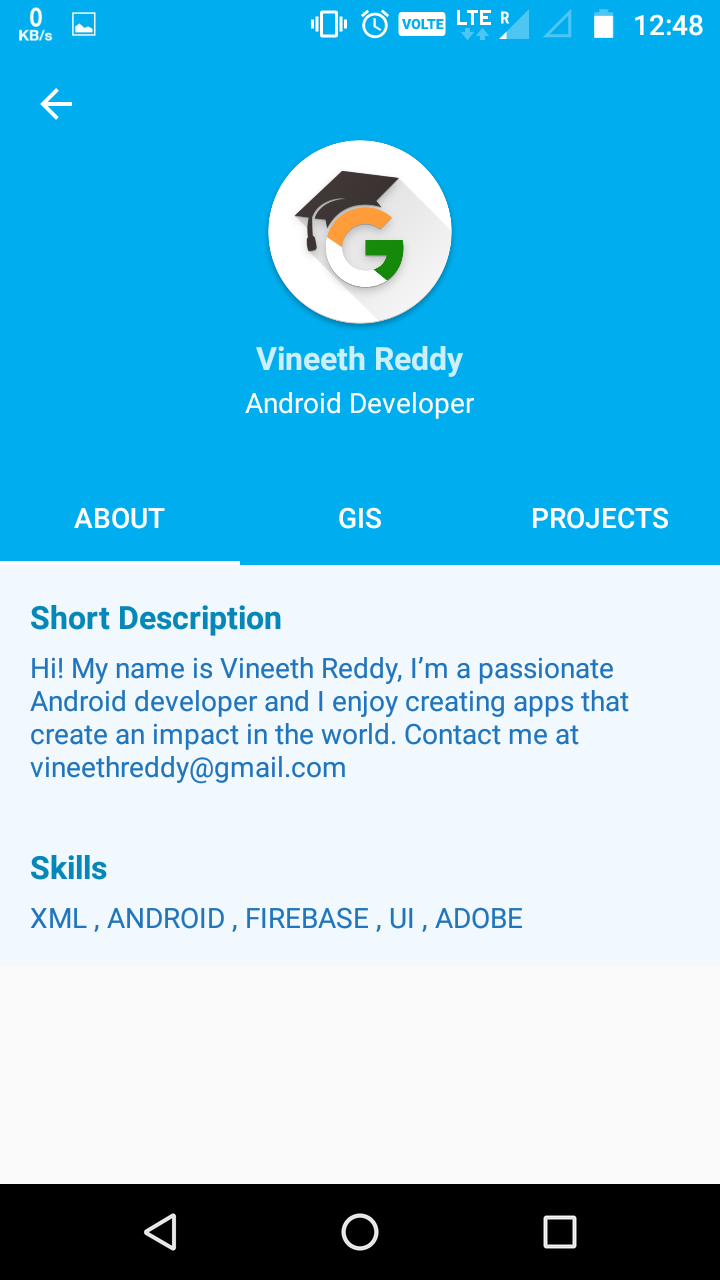 0
KB/s
VOLTE
LTE
R
12:48
G
Vineeth Reddy
Android Developer
ABOUT
GIS
PROJECTS
Short Description
Hi! My name is Vineeth Reddy, I’m a passionate
Android developer and I enjoy creating apps that
create an impact in the world. Contact me at
vineethreddy@gmail.com
Skills
XML , ANDROID , FIREBASE , UI , ADOBE